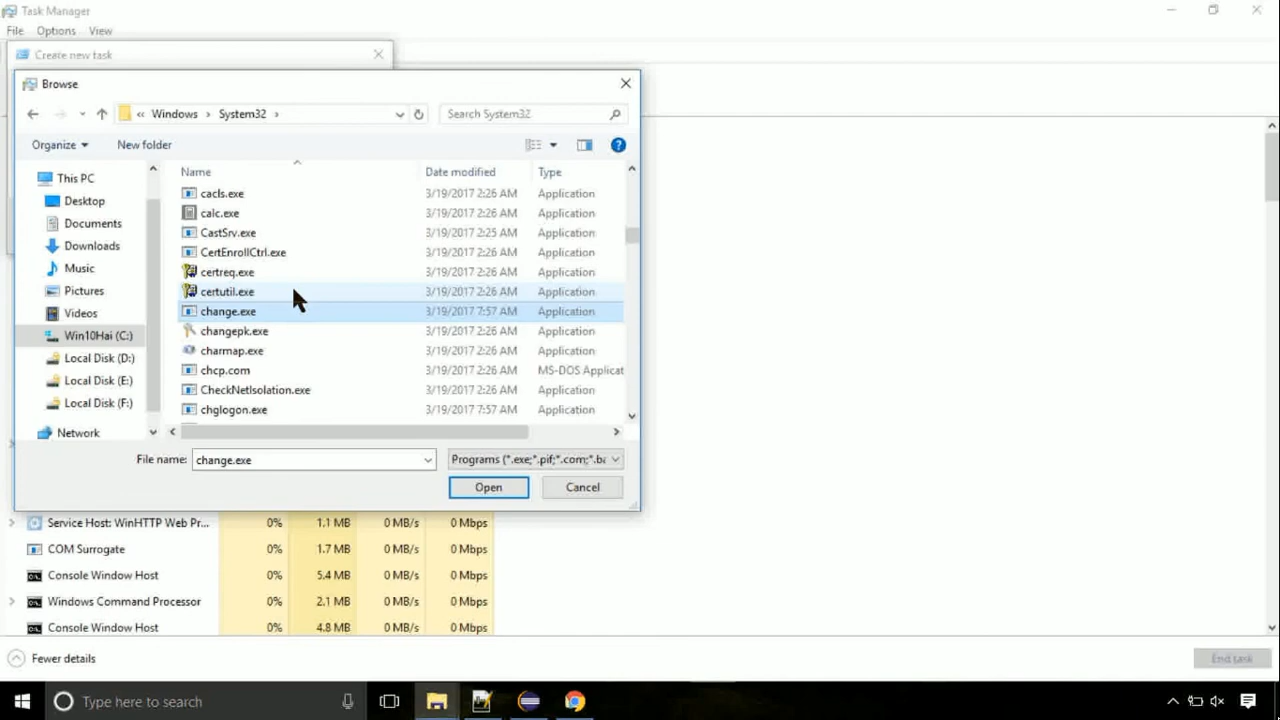 Task Manager
File Options View
Create new task
Browse
« Windows › System32 ›
Search System32
Organize New folder
Name Date modified Type
This PC
Desktop
Documents
Downloads
Music
Pictures
Videos
Win10Hai (C:)
Local Disk (D:)
Local Disk (E:)
Local Disk (F:)
Network
cacls.exe 3/19/2017 2:26 AM Application
calc.exe 3/19/2017 2:26 AM Application
CastSrv.exe 3/19/2017 2:25 AM Application
CertEnrollCtrl.exe 3/19/2017 2:26 AM Application
certreq.exe 3/19/2017 2:26 AM Application
certutil.exe 3/19/2017 2:26 AM Application
change.exe 3/19/2017 7:57 AM Application
changepk.exe 3/19/2017 2:26 AM Application
charmap.exe 3/19/2017 2:26 AM Application
chcp.com 3/19/2017 2:26 AM MS-DOS Applicat
CheckNetIsolation.exe 3/19/2017 2:26 AM Application
chglogon.exe 3/19/2017 7:57 AM Application
File name: change.exe Programs (*.exe;*.pif;*.com;*.ba
Open Cancel
Service Host: WinHTTP Web Pr... 0% 1.1 MB 0 MB/s 0 Mbps
COM Surrogate 0% 1.7 MB 0 MB/s 0 Mbps
Console Window Host 0% 5.4 MB 0 MB/s 0 Mbps
Windows Command Processor 0% 2.1 MB 0 MB/s 0 Mbps
Console Window Host 0% 4.8 MB 0 MB/s 0 Mbps
Fewer details
End task
Type here to search